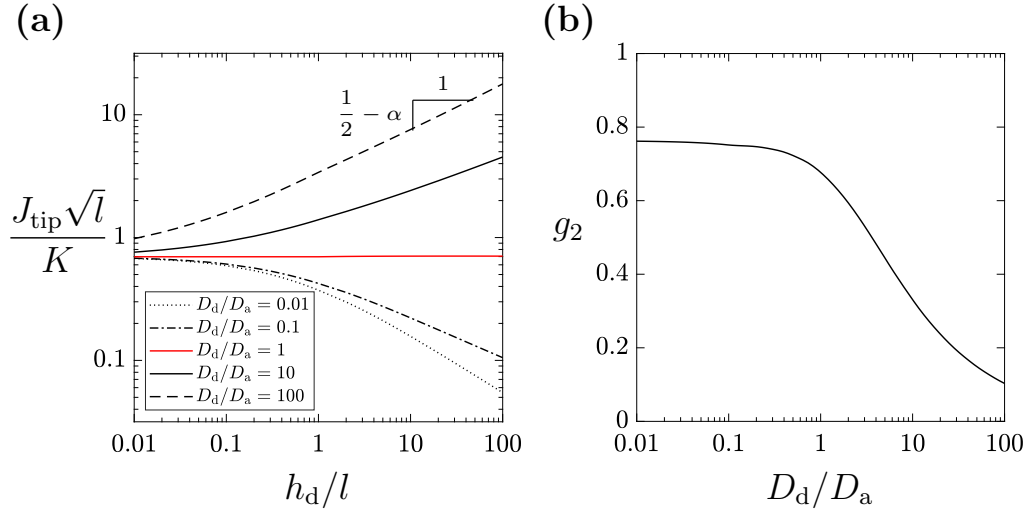 (a)
J_tip √l / K
10
1
0.1
1/2 − α
1
D_d/D_a = 0.01
D_d/D_a = 0.1
D_d/D_a = 1
D_d/D_a = 10
D_d/D_a = 100
0.01 0.1 1 10 100
h_d/l
(b)
g_2
1
0.8
0.6
0.4
0.2
0
0.01 0.1 1 10 100
D_d/D_a